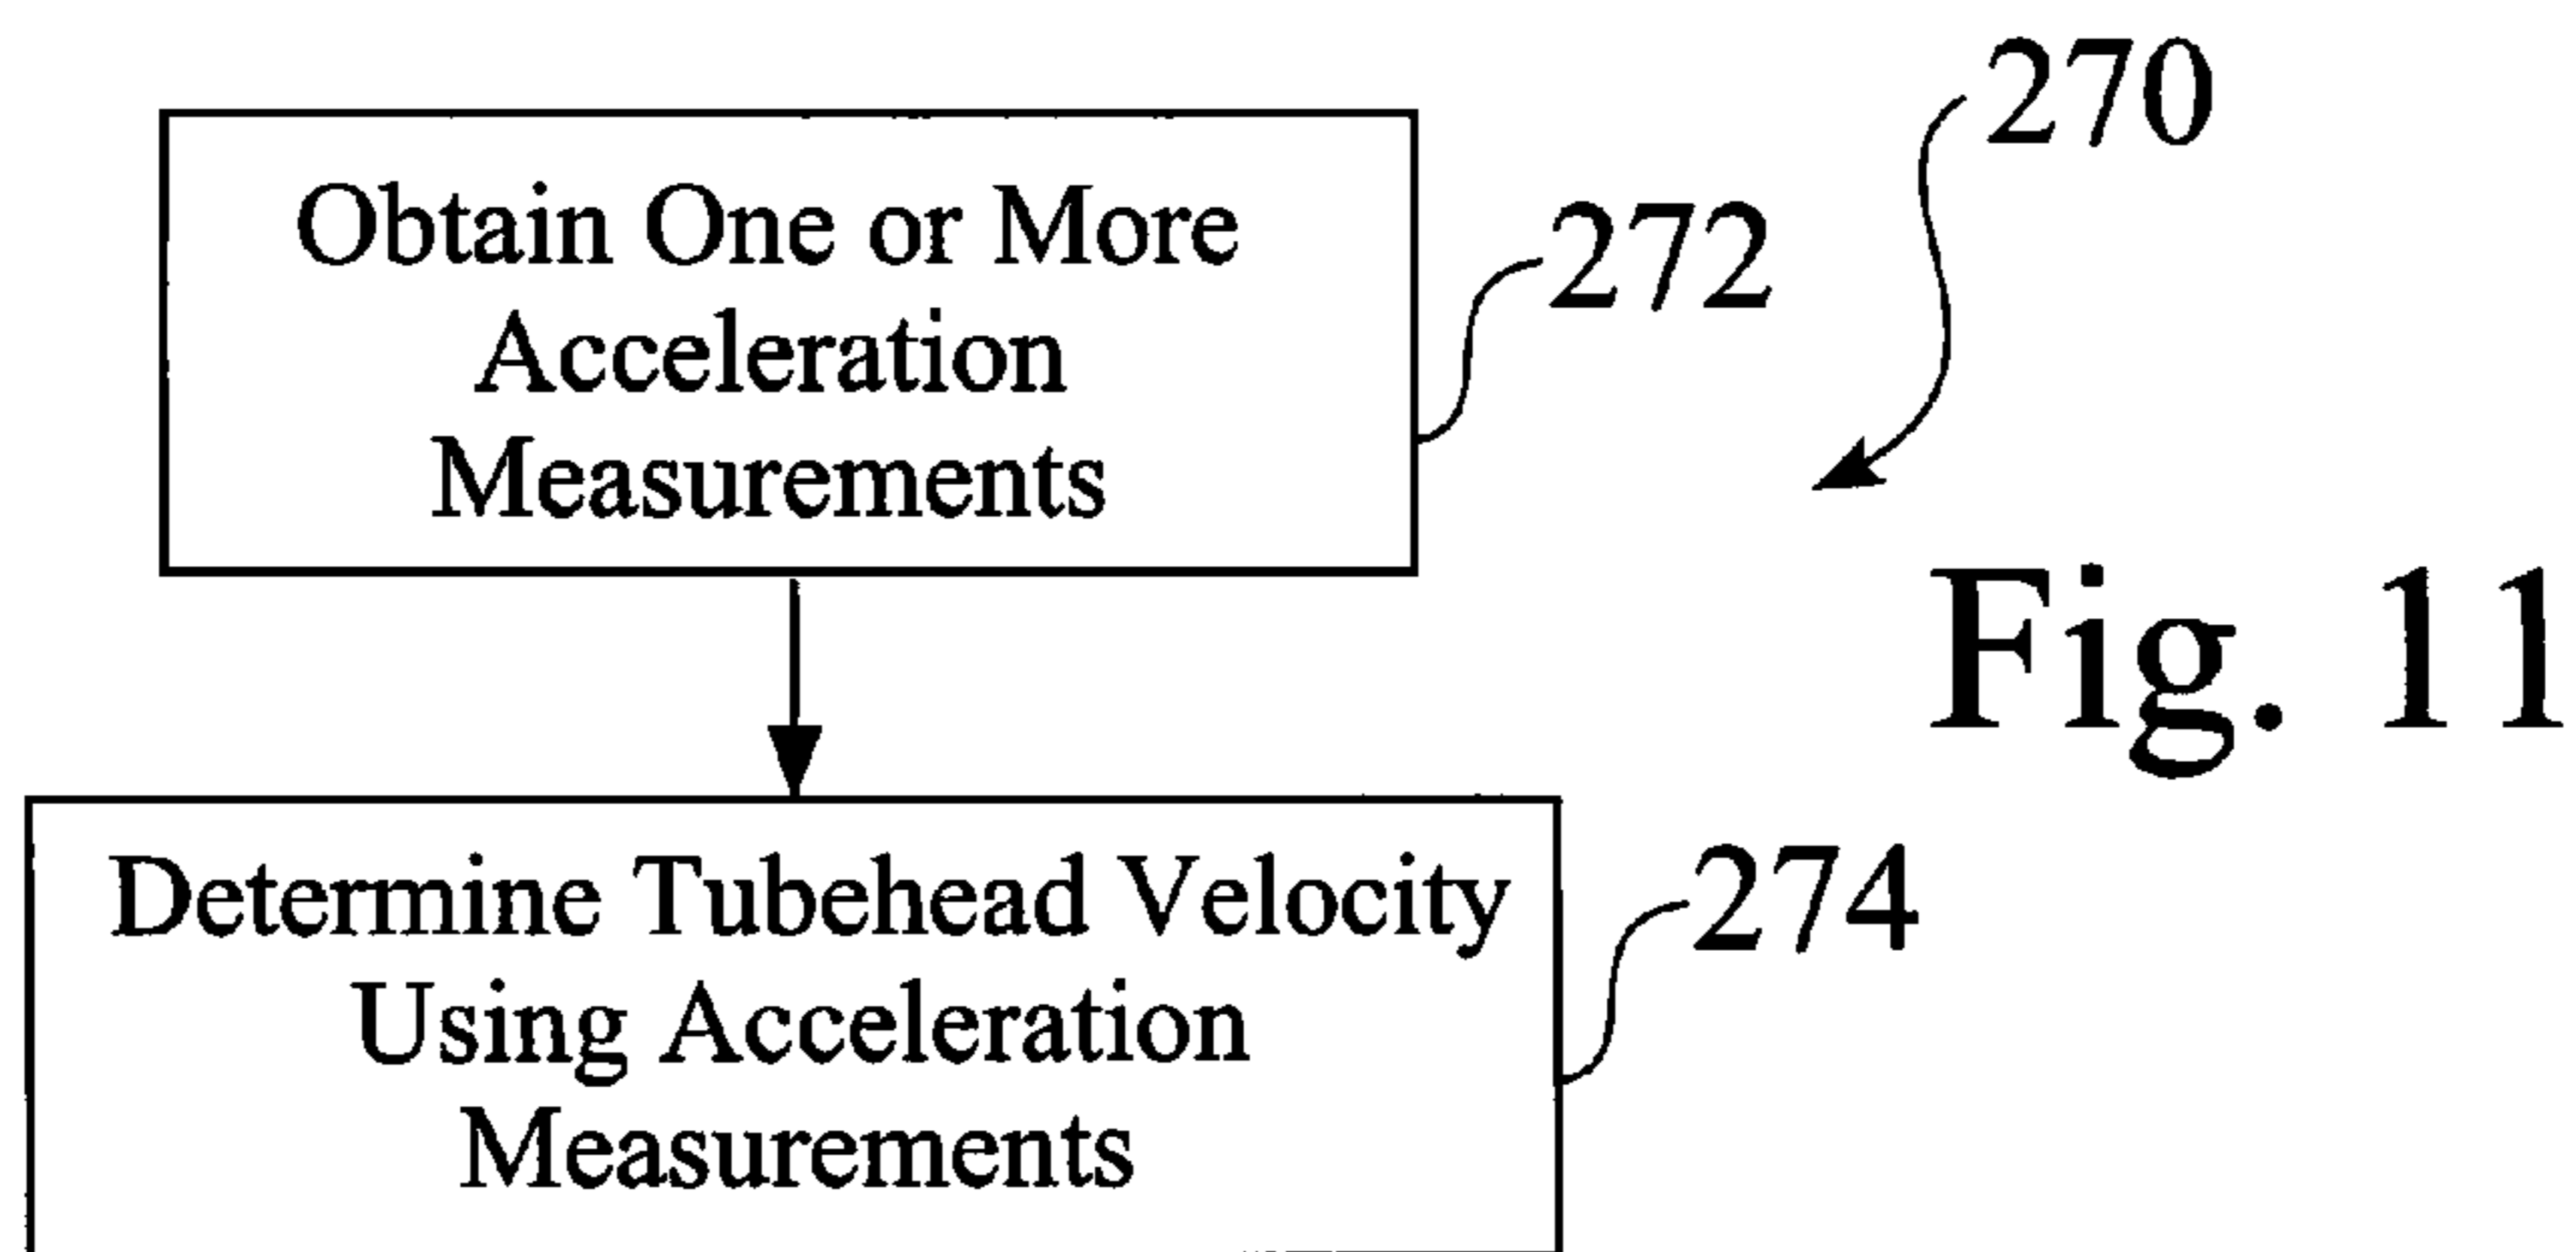 270
Obtain One or More
272
Acceleration
Measurements
Fig. 11
Determine Tubehead Velocity
274
Using Acceleration
Measurements